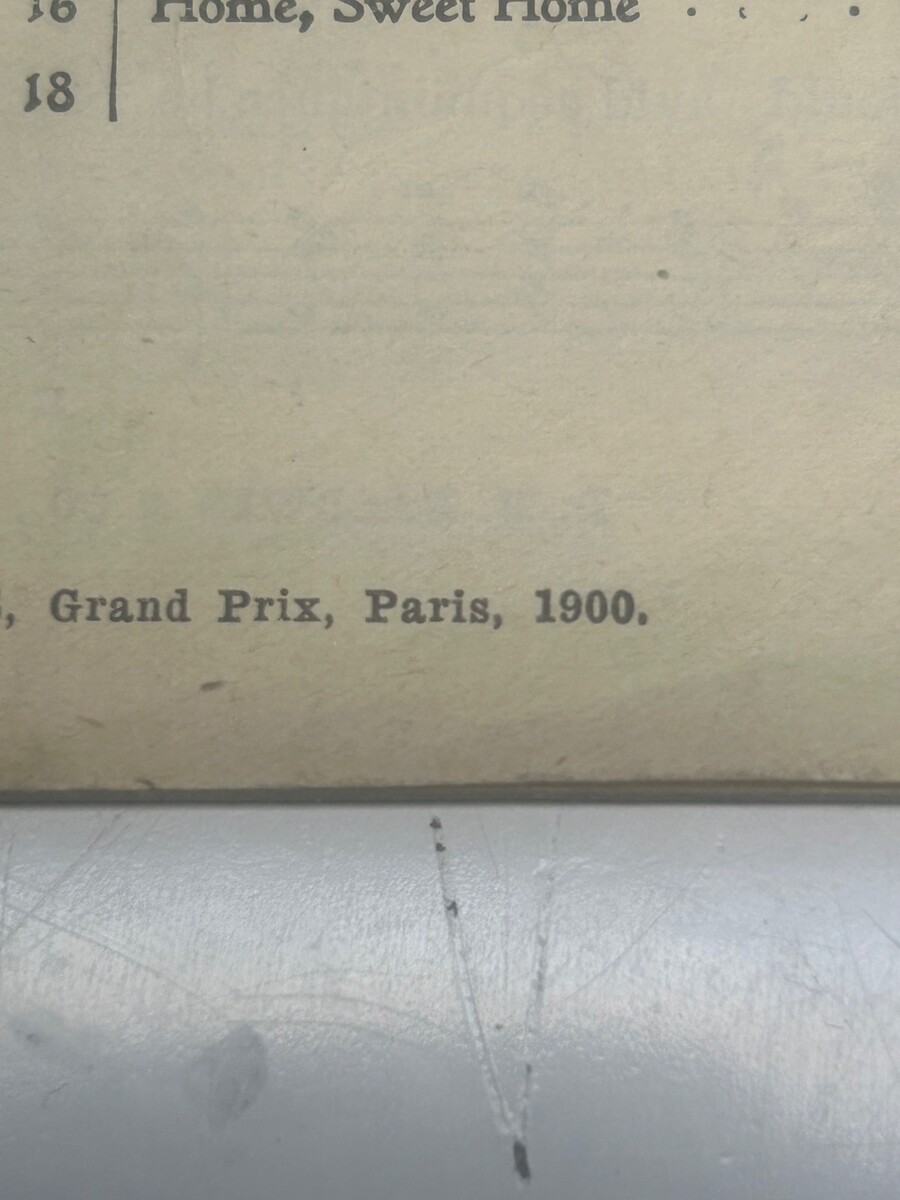 16 Home, Sweet Home . . . .
18
, Grand Prix, Paris, 1900.